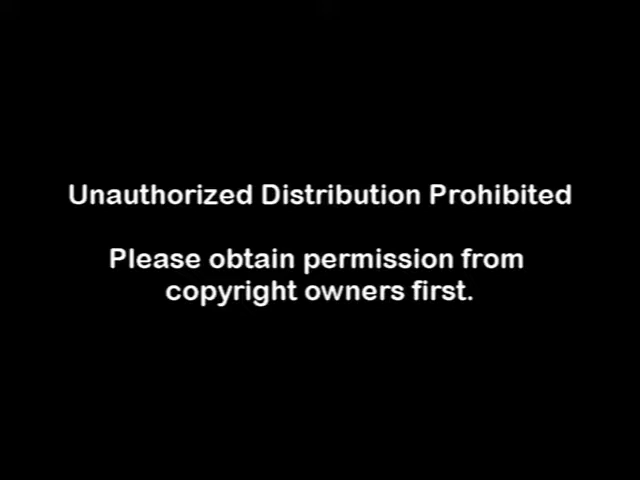 Unauthorized Distribution Prohibited
Please obtain permission from
copyright owners first.